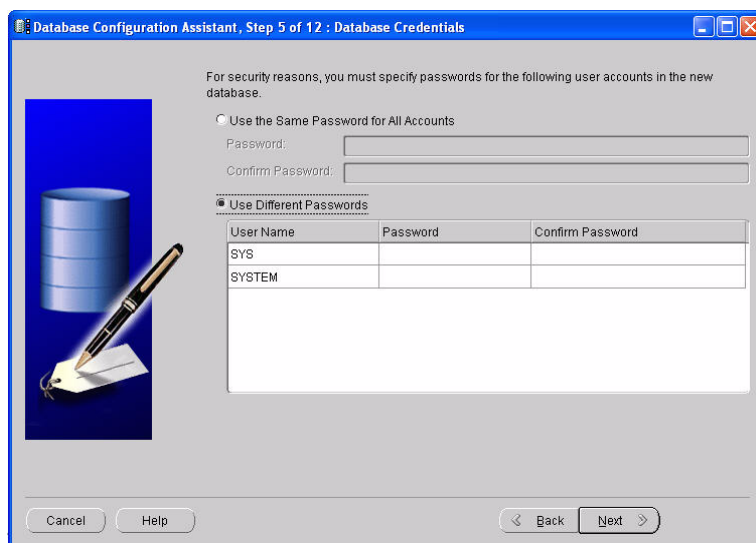 Database Configuration Assistant, Step 5 of 12 : Database Credentials
For security reasons, you must specify passwords for the following user accounts in the new
database.
Use the Same Password for All Accounts
Password:
Confirm Password:
Use Different Passwords
User Name Password Confirm Password
SYS
SYSTEM
Cancel Help Back Next